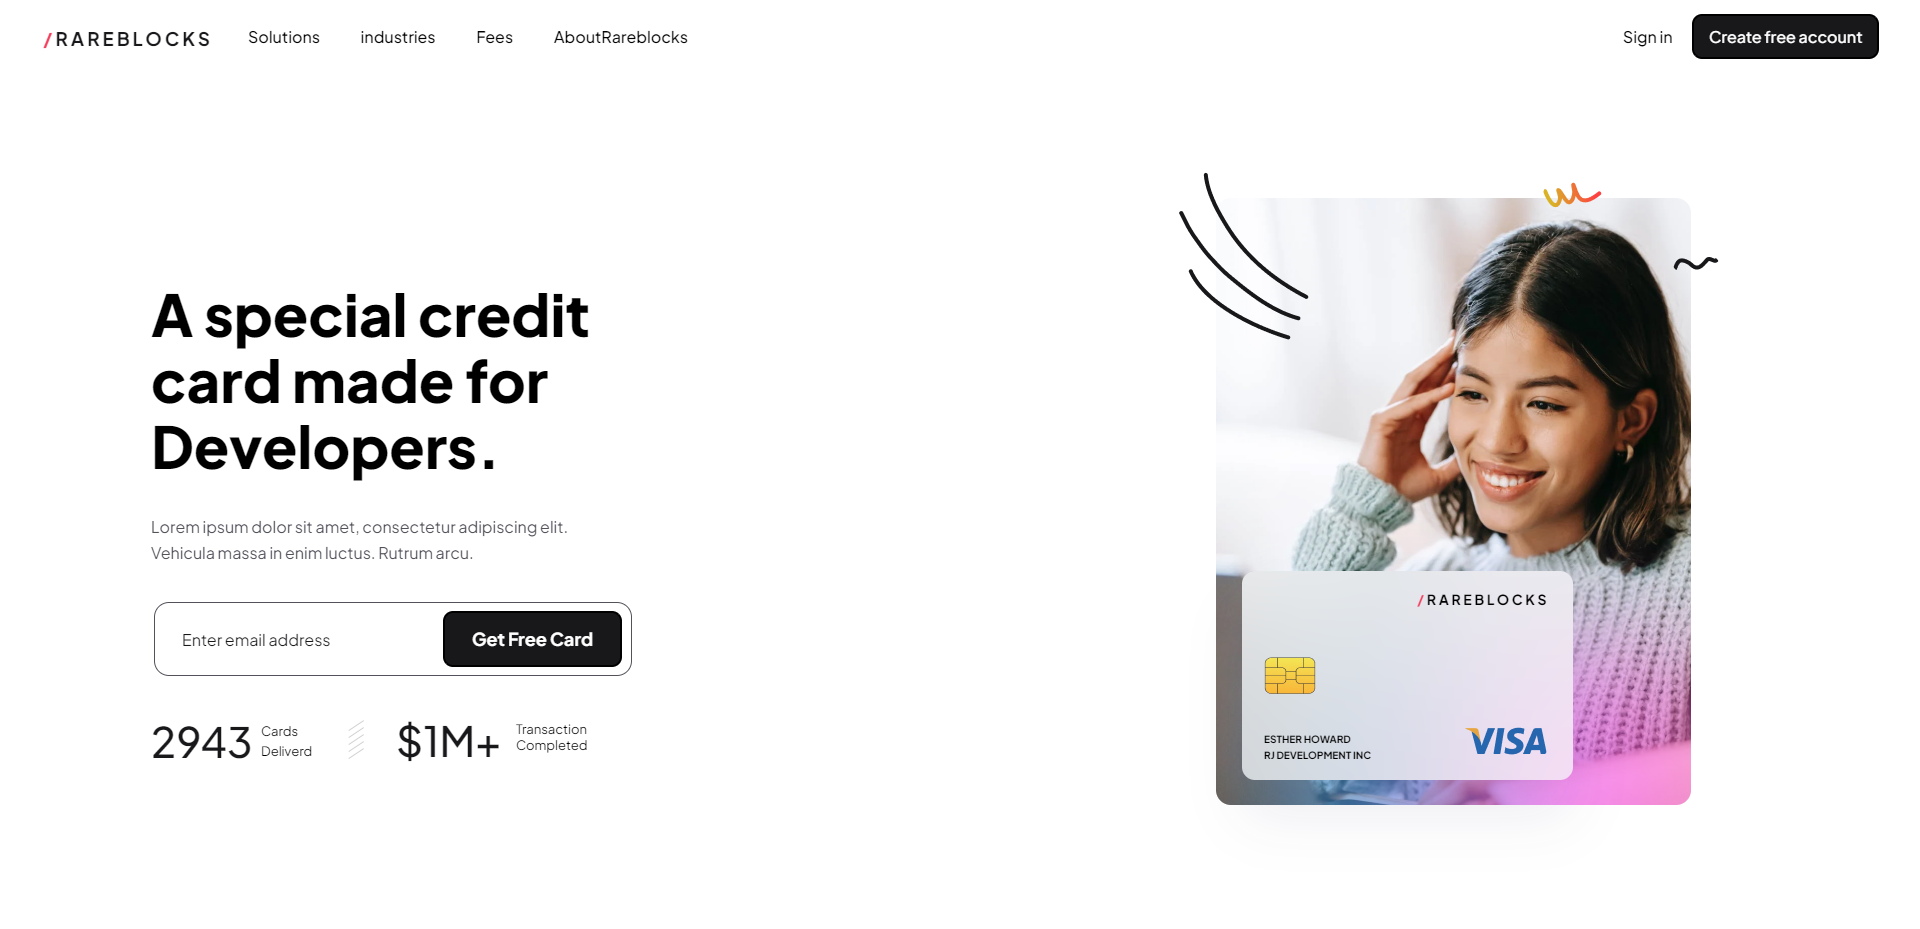 /RAREBLOCKS
Solutions
industries
Fees
AboutRareblocks
Sign in
Create free account
A special credit
card made for
Developers.
Lorem ipsum dolor sit amet, consectetur adipiscing elit.
Vehicula massa in enim luctus. Rutrum arcu.
Enter email address
Get Free Card
2943
Cards
Deliverd
$1M+
Transaction
Completed
/RAREBLOCKS
ESTHER HOWARD
RJ DEVELOPMENT INC
VISA